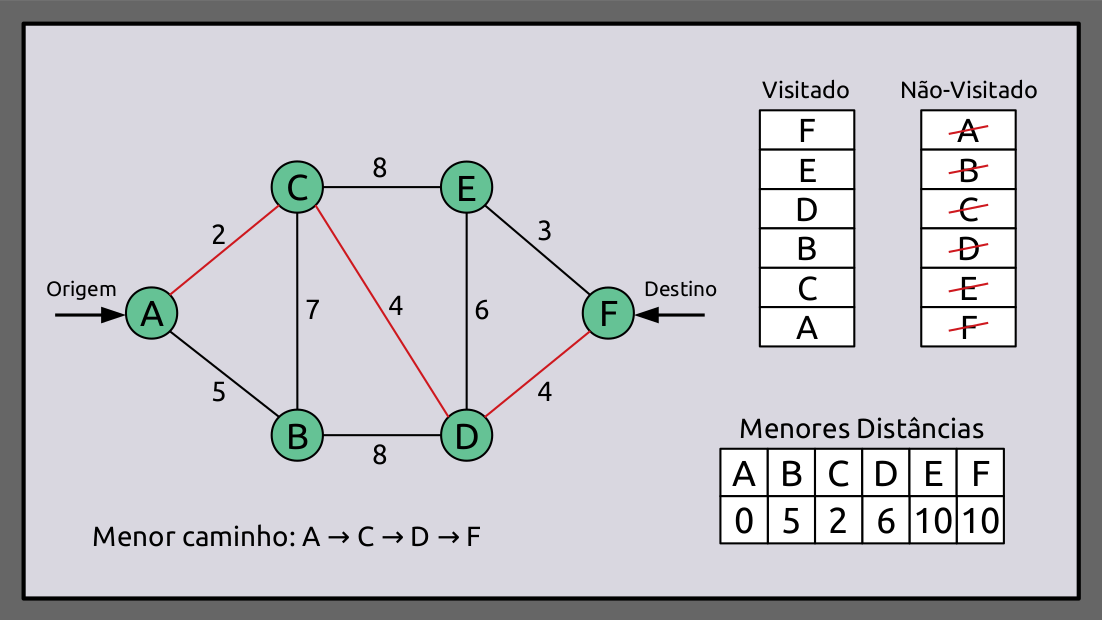 Visitado
Não-Visitado
F
A
E
B
D
C
B
D
C
E
A
F
8
C
E
2
3
Origem
Destino
A
7
4
6
F
5
4
B
D
8
Menores Distâncias
A B C D E F
0 5 2 6 10 10
Menor caminho: A → C → D → F